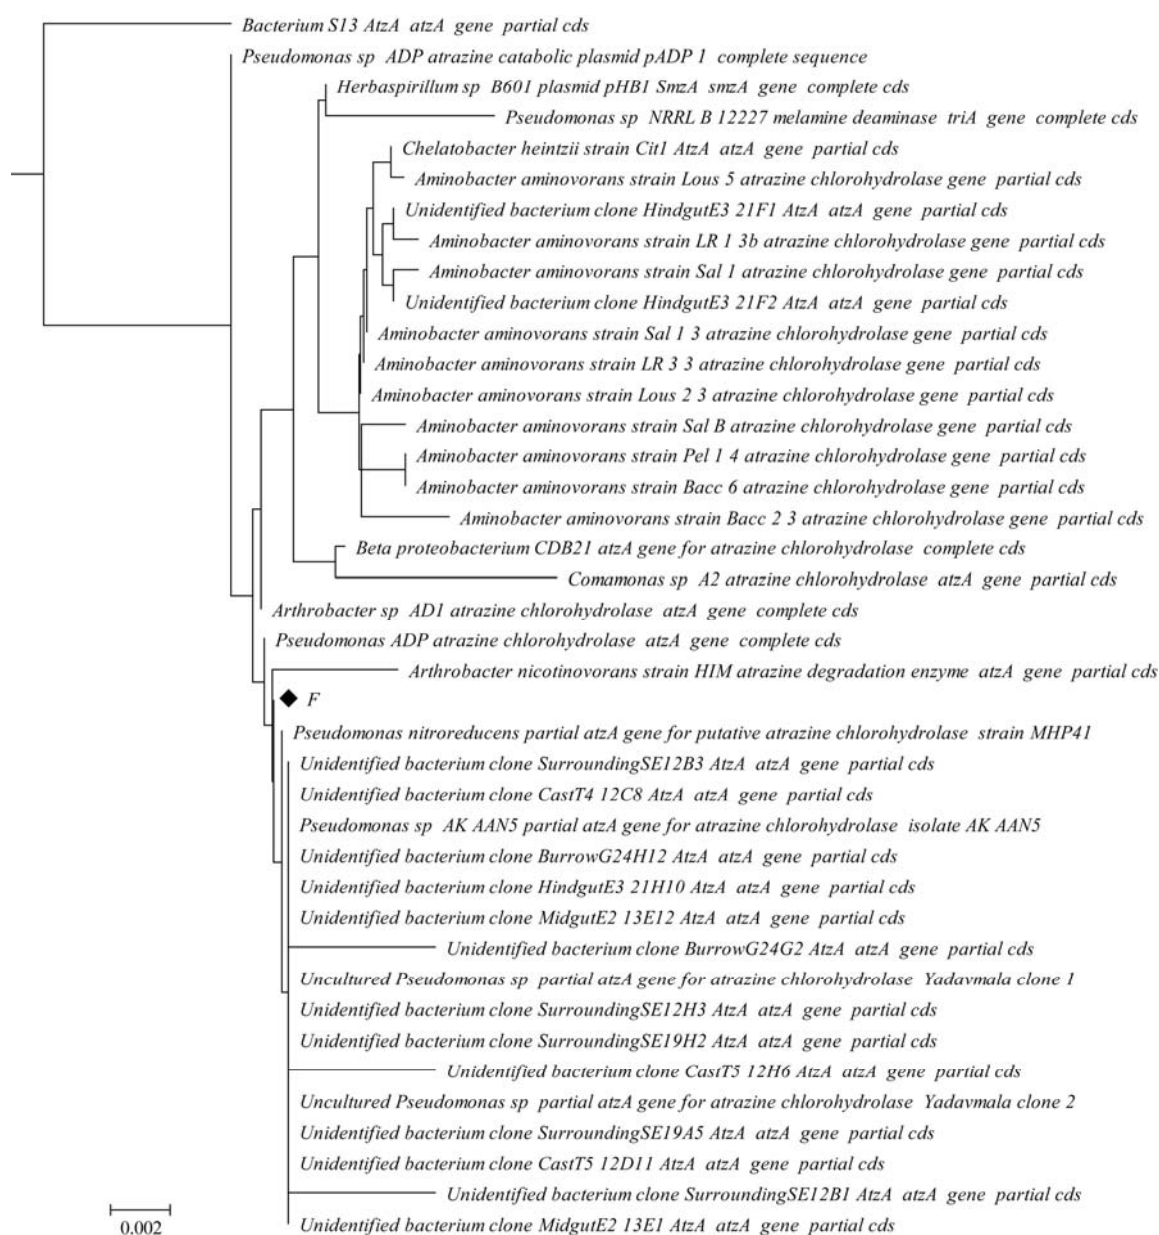 Bacterium S13 AtzA atzA gene partial cds
Pseudomonas sp ADP atrazine catabolic plasmid pADP 1 complete sequence
Herbaspirillum sp B601 plasmid pHB1 SmzA smzA gene complete cds
Pseudomonas sp NRRL B 12227 melamine deaminase triA gene complete cds
Chelatobacter heintzii strain Cit1 AtzA atzA gene partial cds
Aminobacter aminovorans strain Lous 5 atrazine chlorohydrolase gene partial cds
Unidentified bacterium clone HindgutE3 21F1 AtzA atzA gene partial cds
Aminobacter aminovorans strain LR 1 3b atrazine chlorohydrolase gene partial cds
Aminobacter aminovorans strain Sal 1 atrazine chlorohydrolase gene partial cds
Unidentified bacterium clone HindgutE3 21F2 AtzA atzA gene partial cds
Aminobacter aminovorans strain Sal 1 3 atrazine chlorohydrolase gene partial cds
Aminobacter aminovorans strain LR 3 3 atrazine chlorohydrolase gene partial cds
Aminobacter aminovorans strain Lous 2 3 atrazine chlorohydrolase gene partial cds
Aminobacter aminovorans strain Sal B atrazine chlorohydrolase gene partial cds
Aminobacter aminovorans strain Pel 1 4 atrazine chlorohydrolase gene partial cds
Aminobacter aminovorans strain Bacc 6 atrazine chlorohydrolase gene partial cds
Aminobacter aminovorans strain Bacc 2 3 atrazine chlorohydrolase gene partial cds
Beta proteobacterium CDB21 atzA gene for atrazine chlorohydrolase complete cds
Comamonas sp A2 atrazine chlorohydrolase atzA gene partial cds
Arthrobacter sp AD1 atrazine chlorohydrolase atzA gene complete cds
Pseudomonas ADP atrazine chlorohydrolase atzA gene complete cds
Arthrobacter nicotinovorans strain HIM atrazine degradation enzyme atzA gene partial cds
F
Pseudomonas nitroreducens partial atzA gene for putative atrazine chlorohydrolase strain MHP41
Unidentified bacterium clone SurroundingSE12B3 AtzA atzA gene partial cds
Unidentified bacterium clone CastT4 12C8 AtzA atzA gene partial cds
Pseudomonas sp AK AAN5 partial atzA gene for atrazine chlorohydrolase isolate AK AAN5
Unidentified bacterium clone BurrowG24H12 AtzA atzA gene partial cds
Unidentified bacterium clone HindgutE3 21H10 AtzA atzA gene partial cds
Unidentified bacterium clone MidgutE2 13E12 AtzA atzA gene partial cds
Unidentified bacterium clone BurrowG24G2 AtzA atzA gene partial cds
Uncultured Pseudomonas sp partial atzA gene for atrazine chlorohydrolase Yadavmala clone 1
Unidentified bacterium clone SurroundingSE12H3 AtzA atzA gene partial cds
Unidentified bacterium clone SurroundingSE19H2 AtzA atzA gene partial cds
Unidentified bacterium clone CastT5 12H6 AtzA atzA gene partial cds
Uncultured Pseudomonas sp partial atzA gene for atrazine chlorohydrolase Yadavmala clone 2
Unidentified bacterium clone SurroundingSE19A5 AtzA atzA gene partial cds
Unidentified bacterium clone CastT5 12D11 AtzA atzA gene partial cds
Unidentified bacterium clone SurroundingSE12B1 AtzA atzA gene partial cds
Unidentified bacterium clone MidgutE2 13E1 AtzA atzA gene partial cds
0.002